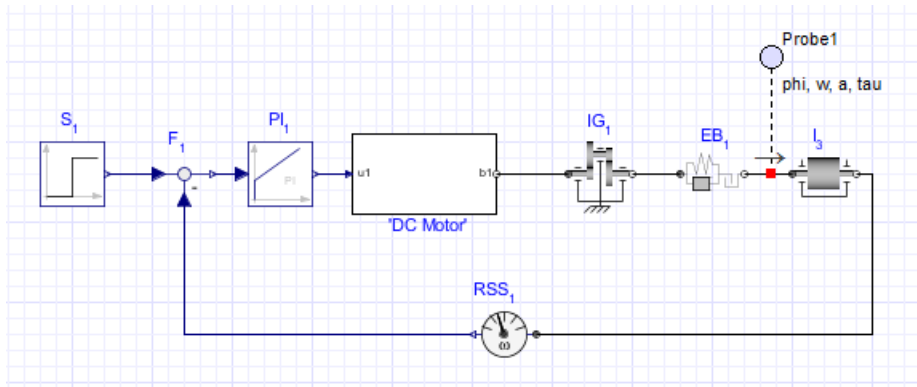 Probe1
phi, w, a, tau
S1
F1
PI1
IG1
EB1
I3
PI
u1
b1
-
'DC Motor'
RSS1
ω